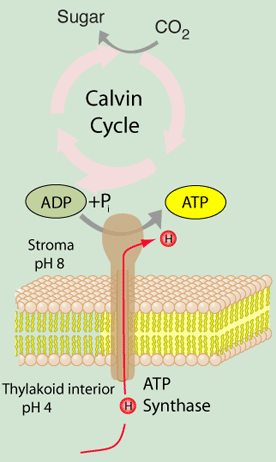 Sugar
CO₂
Calvin
Cycle
ADP +Pᵢ ATP
H
Stroma
pH 8
Thylakoid interior
pH 4
H
ATP
Synthase